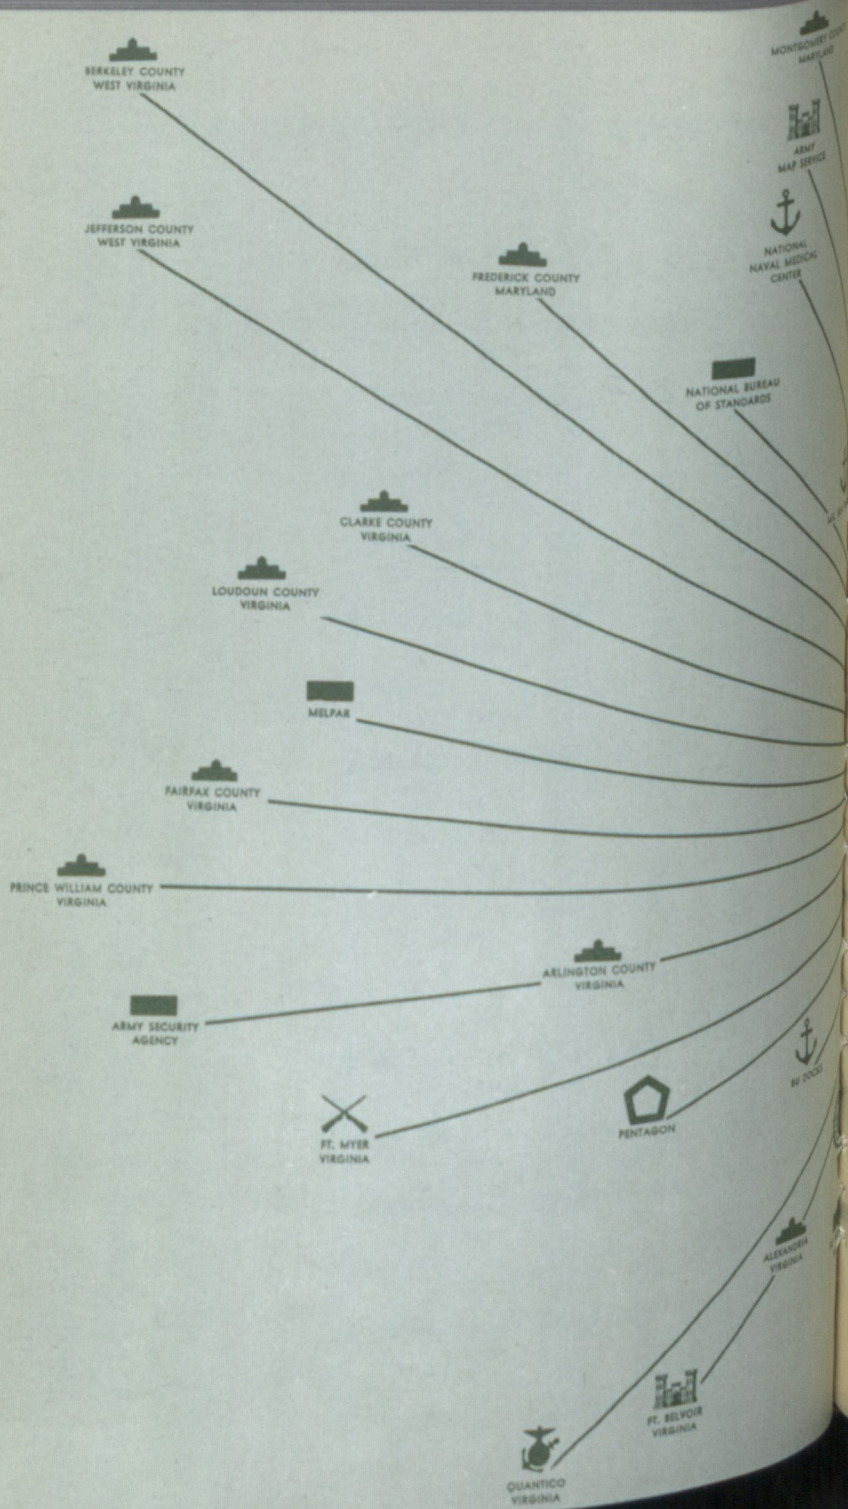 MONTGOMERY
MARYLAND
BERKELEY COUNTY
WEST VIRGINIA
ARMY
MAP SERVICE
JEFFERSON COUNTY
WEST VIRGINIA
NATIONAL
NAVAL MEDICAL
CENTER
FREDERICK COUNTY
MARYLAND
NATIONAL BUREAU
OF STANDARDS
CLARKE COUNTY
VIRGINIA
LOUDOUN COUNTY
VIRGINIA
MELPAR
FAIRFAX COUNTY
VIRGINIA
PRINCE WILLIAM COUNTY
VIRGINIA
ARLINGTON COUNTY
VIRGINIA
ARMY SECURITY
AGENCY
BU DOCKS
PENTAGON
FT. MYER
VIRGINIA
ALEXANDRIA
VIRGINIA
FT. BELVOIR
VIRGINIA
QUANTICO
VIRGINIA